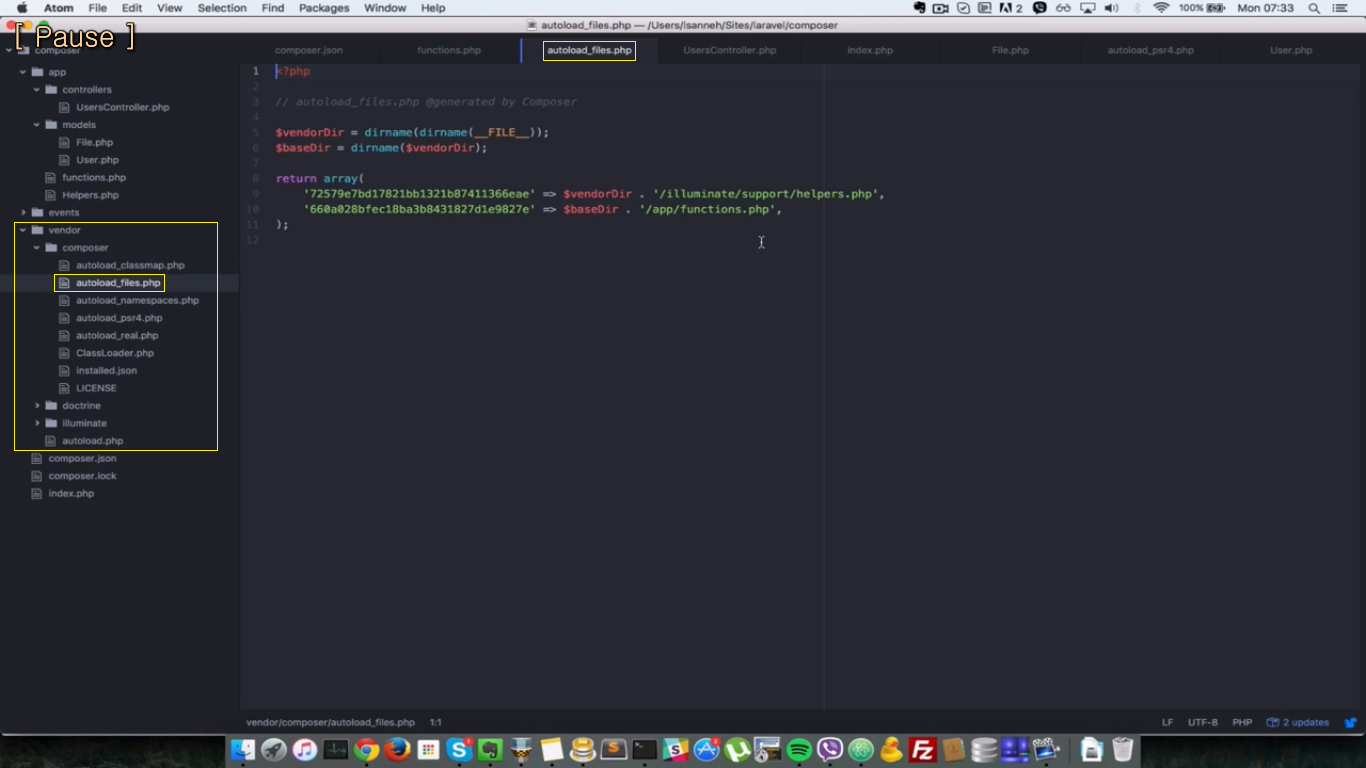 Atom File Edit View Selection Find Packages Window Help 2 100% Mon 07:33
autoload_files.php — /Users/lsanneh/Sites/laravel/composer
[ Pause ]
composer
composer.json functions.php autoload_files.php UsersController.php index.php File.php autoload_psr4.php User.php
app
controllers
UsersController.php
models
File.php
User.php
functions.php
Helpers.php
events
vendor
composer
autoload_classmap.php
autoload_files.php
autoload_namespaces.php
autoload_psr4.php
autoload_real.php
ClassLoader.php
installed.json
LICENSE
doctrine
illuminate
autoload.php
composer.json
composer.lock
index.php
1 <?php
2
3 // autoload_files.php @generated by Composer
4
5 $vendorDir = dirname(dirname(__FILE__));
6 $baseDir = dirname($vendorDir);
7
8 return array(
9 '72579e7bd17821bb1321b87411366eae' => $vendorDir . '/illuminate/support/helpers.php',
10 '660a028bfec18ba3b8431827d1e9827e' => $baseDir . '/app/functions.php',
11 );
12
vendor/composer/autoload_files.php 1:1 LF UTF-8 PHP 2 updates